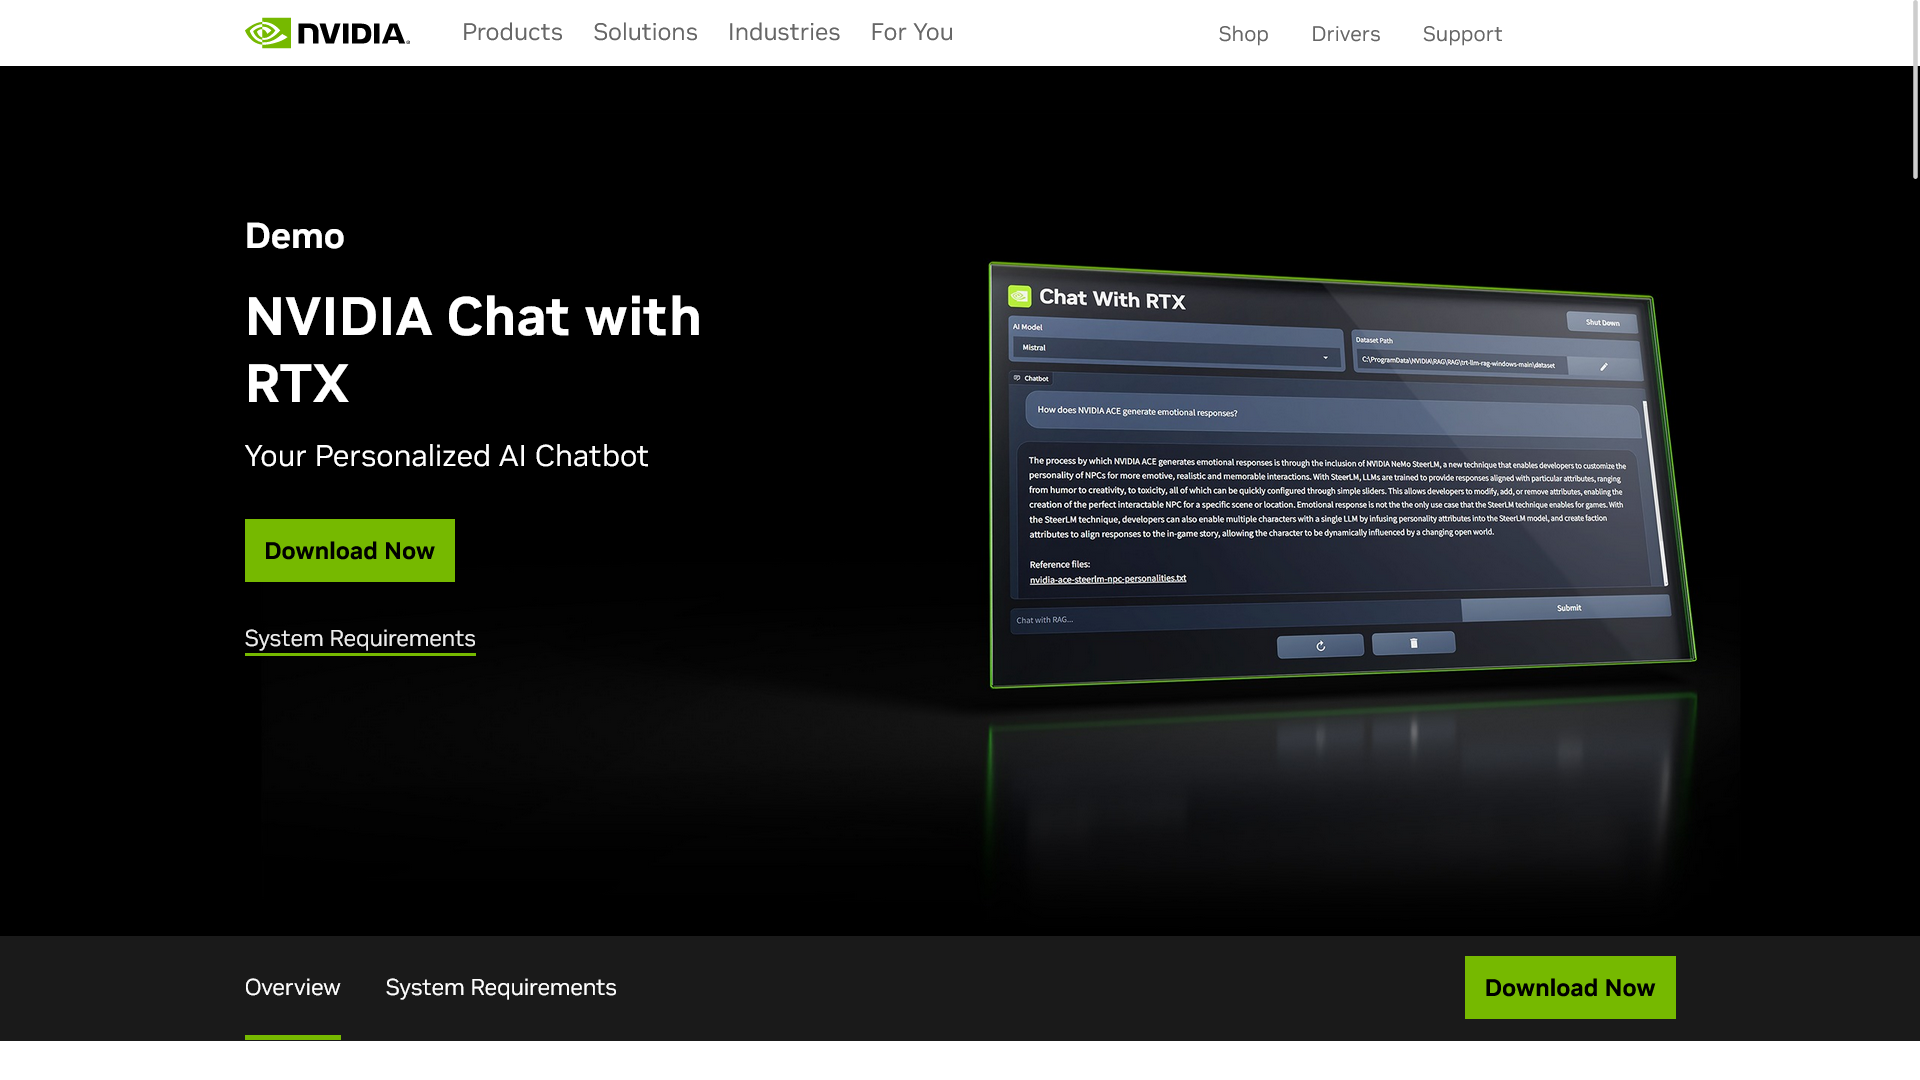 NVIDIA.
Products Solutions Industries For You
Shop Drivers Support
Demo
NVIDIA Chat with
RTX
Your Personalized AI Chatbot
Download Now
System Requirements
Chat With RTX
Shut Down
AI Model
Mistral
Dataset Path
C:\ProgramData\NVIDIA\RAG\RAG\trt-llm-rag-windows-main\dataset
Chatbot
How does NVIDIA ACE generate emotional responses?
The process by which NVIDIA ACE generates emotional responses is through the inclusion of NVIDIA NeMo SteerLM, a new technique that enables developers to customize the
personality of NPCs for more emotive, realistic and memorable interactions. With SteerLM, LLMs are trained to provide responses aligned with particular attributes, ranging
from humor to creativity, to toxicity, all of which can be quickly configured through simple sliders. This allows developers to modify, add, or remove attributes, enabling the
creation of the perfect interactable NPC for a specific scene or location. Emotional response is not the the only use case that the SteerLM technique enables for games. With
the SteerLM technique, developers can also enable multiple characters with a single LLM by infusing personality attributes into the SteerLM model, and create faction
attributes to align responses to the in-game story, allowing the character to be dynamically influenced by a changing open world.
Reference files:
nvidia-ace-steerlm-npc-personalities.txt
Chat with RAG...
Submit
Overview System Requirements
Download Now